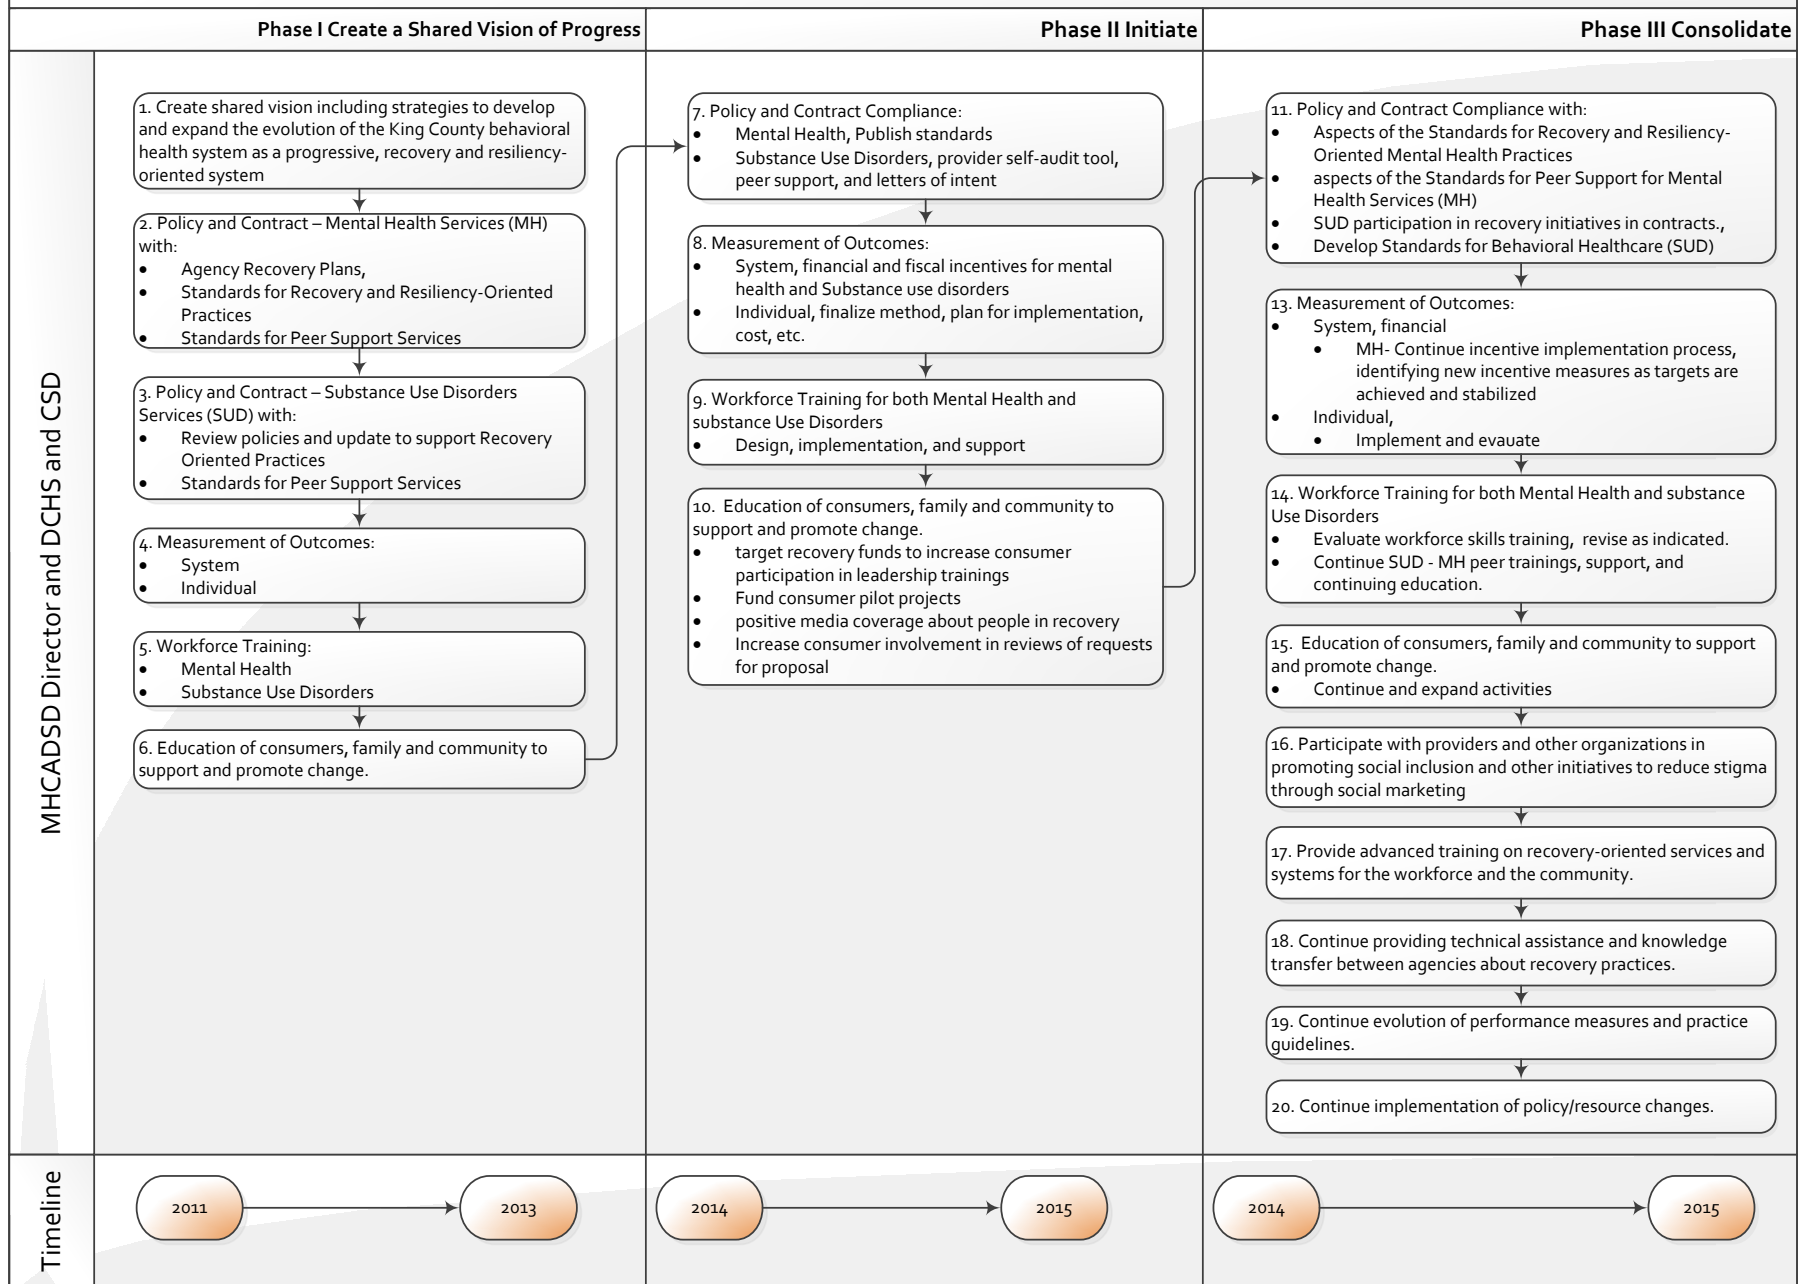 Phase I Create a Shared Vision of Progress
Phase II Initiate
Phase III Consolidate
MHCADSD Director and DCHS and CSD
1. Create shared vision including strategies to develop
and expand the evolution of the King County behavioral
health system as a progressive, recovery and resiliency-
oriented system
2. Policy and Contract – Mental Health Services (MH)
with:
• Agency Recovery Plans,
• Standards for Recovery and Resiliency-Oriented
Practices
• Standards for Peer Support Services
3. Policy and Contract – Substance Use Disorders
Services (SUD) with:
• Review policies and update to support Recovery
Oriented Practices
• Standards for Peer Support Services
4. Measurement of Outcomes:
• System
• Individual
5. Workforce Training:
• Mental Health
• Substance Use Disorders
6. Education of consumers, family and community to
support and promote change.
7. Policy and Contract Compliance:
• Mental Health, Publish standards
• Substance Use Disorders, provider self-audit tool,
peer support, and letters of intent
8. Measurement of Outcomes:
• System, financial and fiscal incentives for mental
health and Substance use disorders
• Individual, finalize method, plan for implementation,
cost, etc.
9. Workforce Training for both Mental Health and
substance Use Disorders
• Design, implementation, and support
10. Education of consumers, family and community to
support and promote change.
• target recovery funds to increase consumer
participation in leadership trainings
• Fund consumer pilot projects
• positive media coverage about people in recovery
• Increase consumer involvement in reviews of requests
for proposal
11. Policy and Contract Compliance with:
• Aspects of the Standards for Recovery and Resiliency-
Oriented Mental Health Practices
• aspects of the Standards for Peer Support for Mental
Health Services (MH)
• SUD participation in recovery initiatives in contracts.,
• Develop Standards for Behavioral Healthcare (SUD)
13. Measurement of Outcomes:
• System, financial
• MH- Continue incentive implementation process,
identifying new incentive measures as targets are
achieved and stabilized
• Individual,
• Implement and evauate
14. Workforce Training for both Mental Health and substance
Use Disorders
• Evaluate workforce skills training, revise as indicated.
• Continue SUD - MH peer trainings, support, and
continuing education.
15. Education of consumers, family and community to support
and promote change.
• Continue and expand activities
16. Participate with providers and other organizations in
promoting social inclusion and other initiatives to reduce stigma
through social marketing
17. Provide advanced training on recovery-oriented services and
systems for the workforce and the community.
18. Continue providing technical assistance and knowledge
transfer between agencies about recovery practices.
19. Continue evolution of performance measures and practice
guidelines.
20. Continue implementation of policy/resource changes.
Timeline
2011
2013
2014
2015
2014
2015